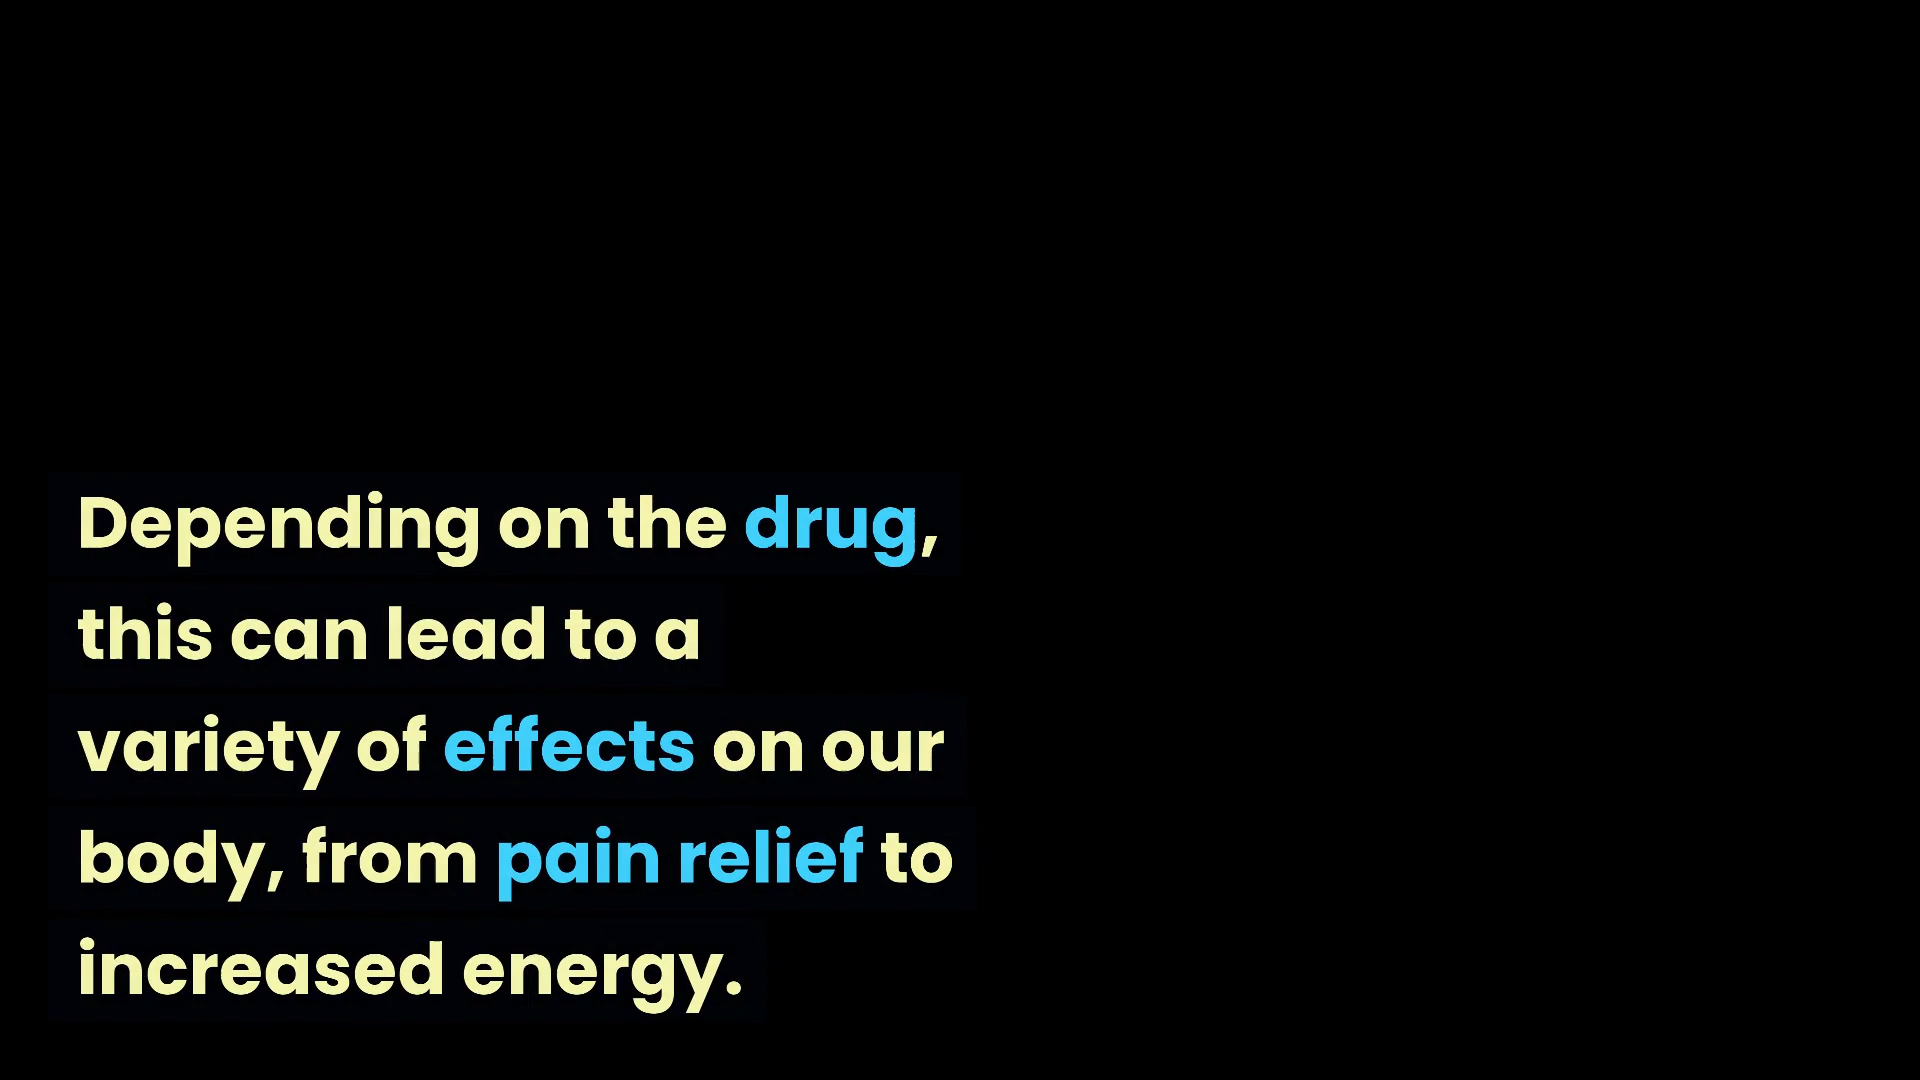 Depending on the drug,
this can lead to a
variety of effects on our
body, from pain relief to
increased energy.